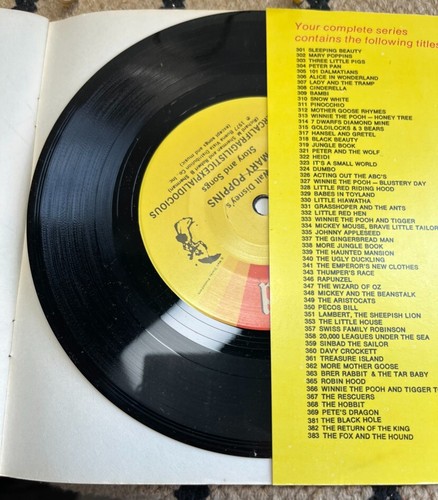 Your complete series
contains the following titles
301 SLEEPING BEAUTY
302 MARY POPPINS
303 THREE LITTLE PIGS
304 PETER PAN
305 101 DALMATIANS
306 ALICE IN WONDERLAND
307 LADY AND THE TRAMP
308 CINDERELLA
309 BAMBI
310 SNOW WHITE
311 PINOCCHIO
312 MOTHER GOOSE RHYMES
313 WINNIE THE POOH — HONEY TREE
314 7 DWARFS DIAMOND MINE
315 GOLDILOCKS & 3 BEARS
317 HANSEL AND GRETEL
318 BLACK BEAUTY
319 JUNGLE BOOK
321 PETER AND THE WOLF
322 HEIDI
323 IT'S A SMALL WORLD
324 DUMBO
326 ACTING OUT THE ABC'S
327 WINNIE THE POOH — BLUSTERY DAY
328 LITTLE RED RIDING HOOD
329 BABES IN TOYLAND
330 LITTLE HIAWATHA
331 GRASSHOPPER AND THE ANTS
332 LITTLE RED HEN
333 WINNIE THE POOH AND TIGGER
334 MICKEY MOUSE, BRAVE LITTLE TAILOR
335 JOHNNY APPLESEED
337 THE GINGERBREAD MAN
338 MORE JUNGLE BOOK
339 THE HAUNTED MANSION
340 THE UGLY DUCKLING
341 THE EMPEROR'S NEW CLOTHES
343 THUMPER'S RACE
346 RAPUNZEL
347 THE WIZARD OF OZ
348 MICKEY AND THE BEANSTALK
349 THE ARISTOCATS
350 PECOS BILL
351 LAMBERT, THE SHEEPISH LION
353 THE LITTLE HOUSE
357 SWISS FAMILY ROBINSON
358 20,000 LEAGUES UNDER THE SEA
359 SINBAD THE SAILOR
360 DAVY CROCKETT
361 TREASURE ISLAND
362 MORE MOTHER GOOSE
363 BRER RABBIT & THE TAR BABY
365 ROBIN HOOD
366 WINNIE THE POOH AND TIGGER TO
367 THE RESCUERS
368 THE HOBBIT
369 PETE'S DRAGON
381 THE BLACK HOLE
382 THE RETURN OF THE KING
383 THE FOX AND THE HOUND
Walt Disney's
MARY POPPINS
Story and Songs
ERCALIFRAGILISTICEXPIALIDOCIOUS